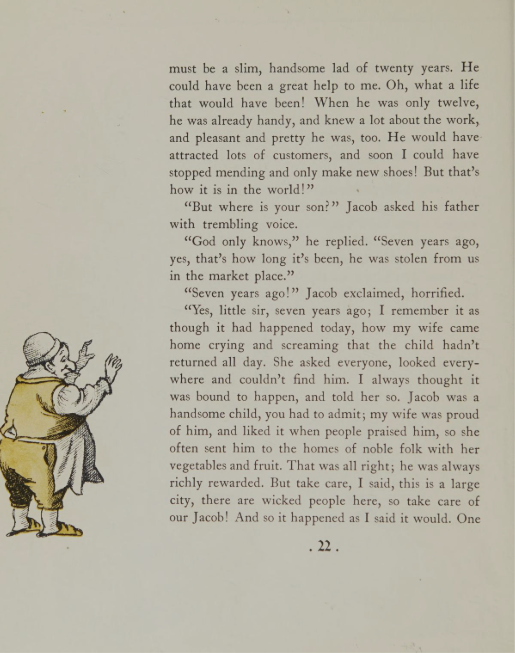 must be a slim, handsome lad of twenty years. He
could have been a great help to me. Oh, what a life
that would have been! When he was only twelve,
he was already handy, and knew a lot about the work,
and pleasant and pretty he was, too. He would have
attracted lots of customers, and soon I could have
stopped mending and only make new shoes! But that's
how it is in the world!"
"But where is your son?" Jacob asked his father
with trembling voice.
"God only knows," he replied. "Seven years ago,
yes, that's how long it's been, he was stolen from us
in the market place."
"Seven years ago!" Jacob exclaimed, horrified.
"Yes, little sir, seven years ago; I remember it as
though it had happened today, how my wife came
home crying and screaming that the child hadn't
returned all day. She asked everyone, looked every-
where and couldn't find him. I always thought it
was bound to happen, and told her so. Jacob was a
handsome child, you had to admit; my wife was proud
of him, and liked it when people praised him, so she
often sent him to the homes of noble folk with her
vegetables and fruit. That was all right; he was always
richly rewarded. But take care, I said, this is a large
city, there are wicked people here, so take care of
our Jacob! And so it happened as I said it would. One
. 22 .